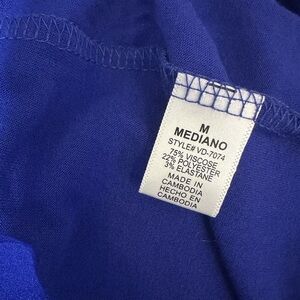 M
MEDIANO
STYLE# VD-7074
75% VISCOSE
22% POLYESTER
3% ELASTANE
MADE IN
CAMBODIA
HECHO EN
CAMBODIA